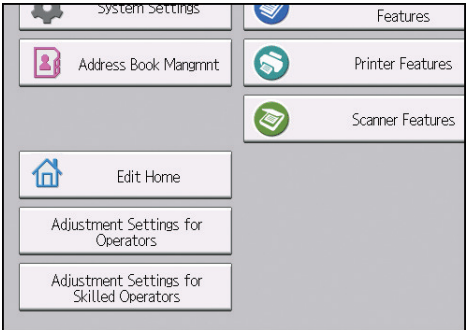 System Settings
Features
Address Book Mangmnt
Printer Features
Scanner Features
Edit Home
Adjustment Settings for
Operators
Adjustment Settings for
Skilled Operators